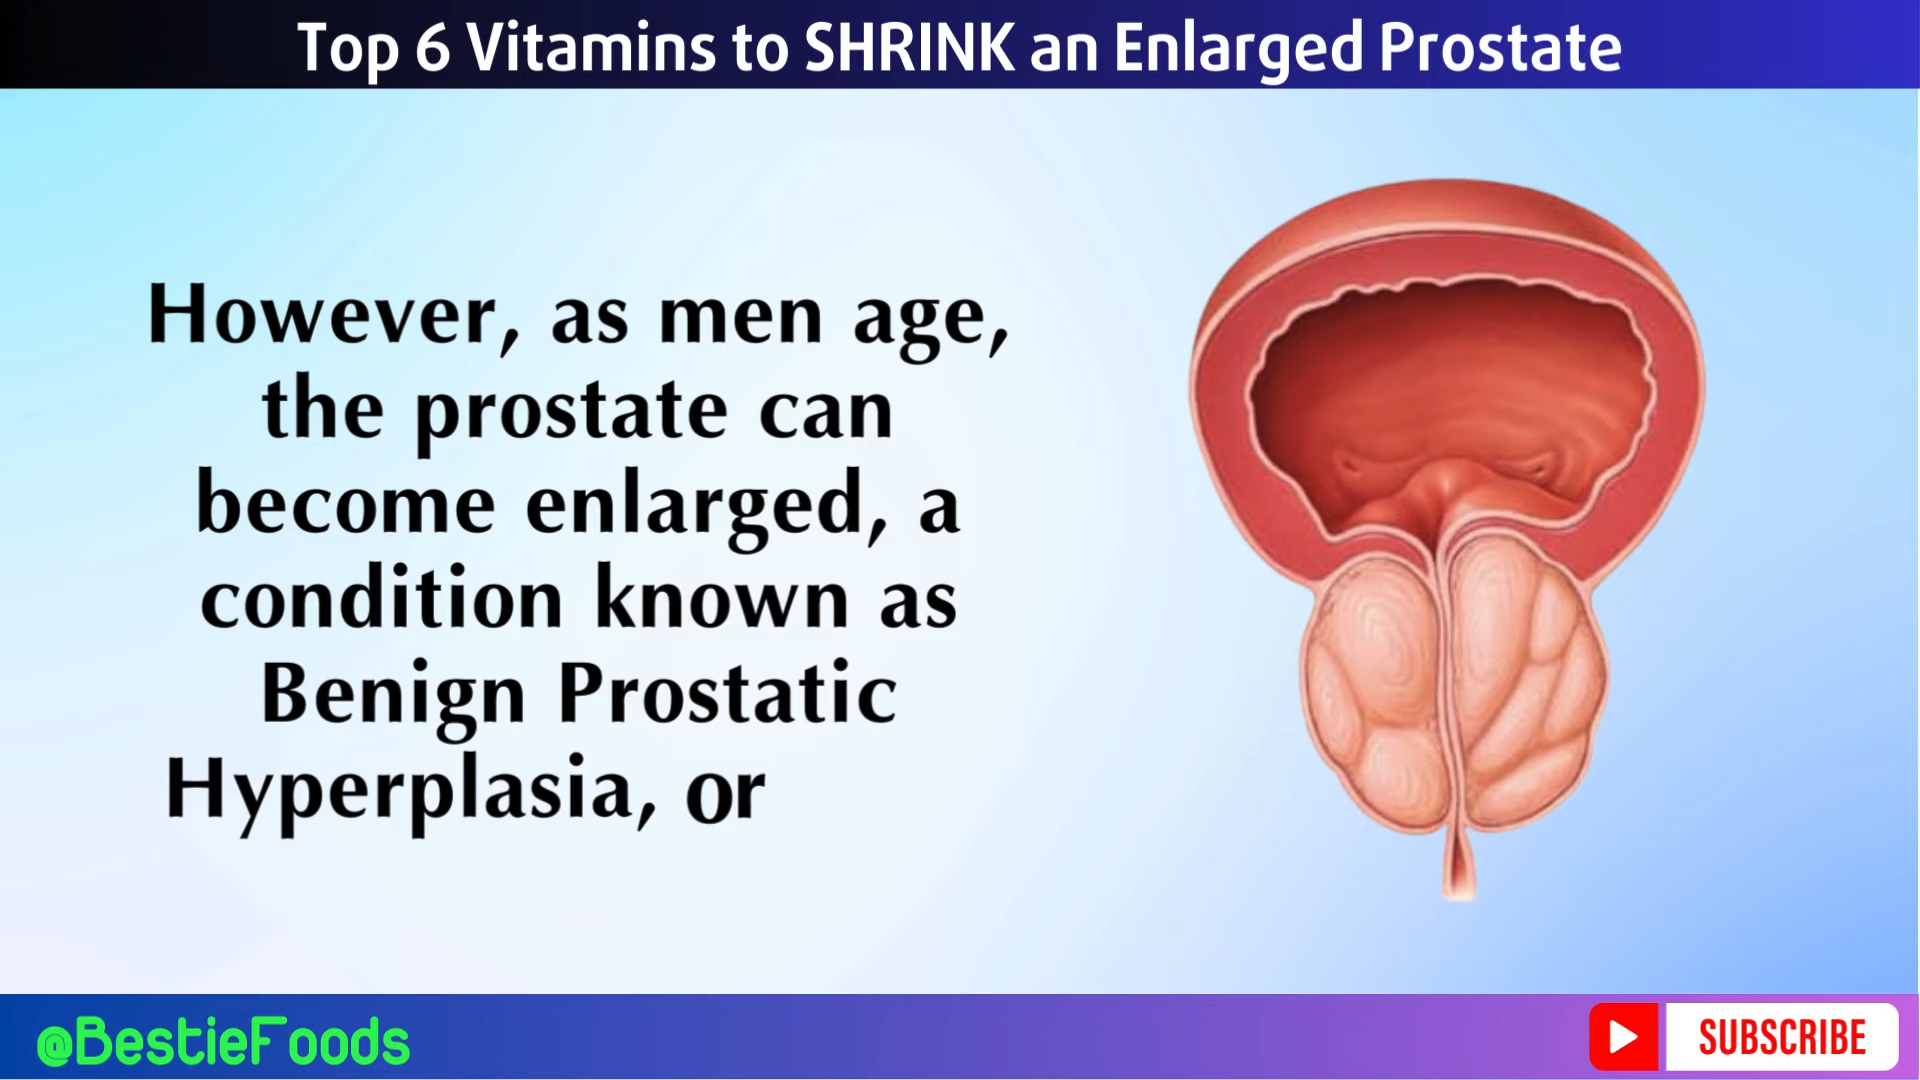 Top 6 Vitamins to SHRINK an Enlarged Prostate
However, as men age,
the prostate can
become enlarged, a
condition known as
Benign Prostatic
Hyperplasia, or
@BestieFoods
SUBSCRIBE